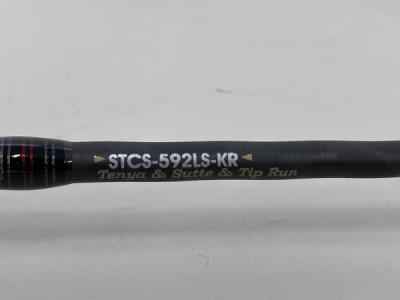 STCS-592LS-KR
Tenya & Sutte & Tip Run